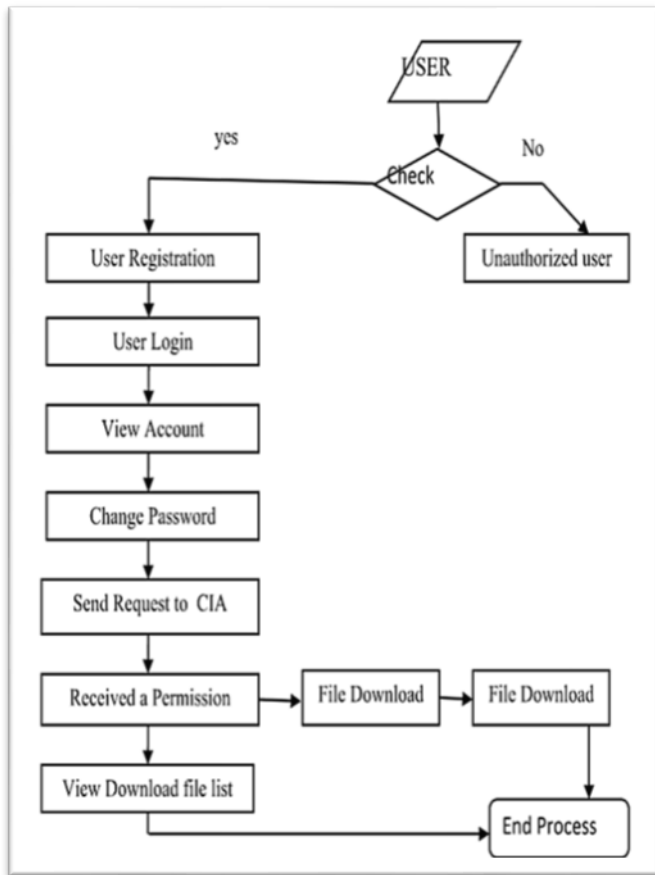 USER
yes
No
Check
User Registration
Unauthorized user
User Login
View Account
Change Password
Send Request to CIA
Received a Permission
File Download
File Download
View Download file list
End Process